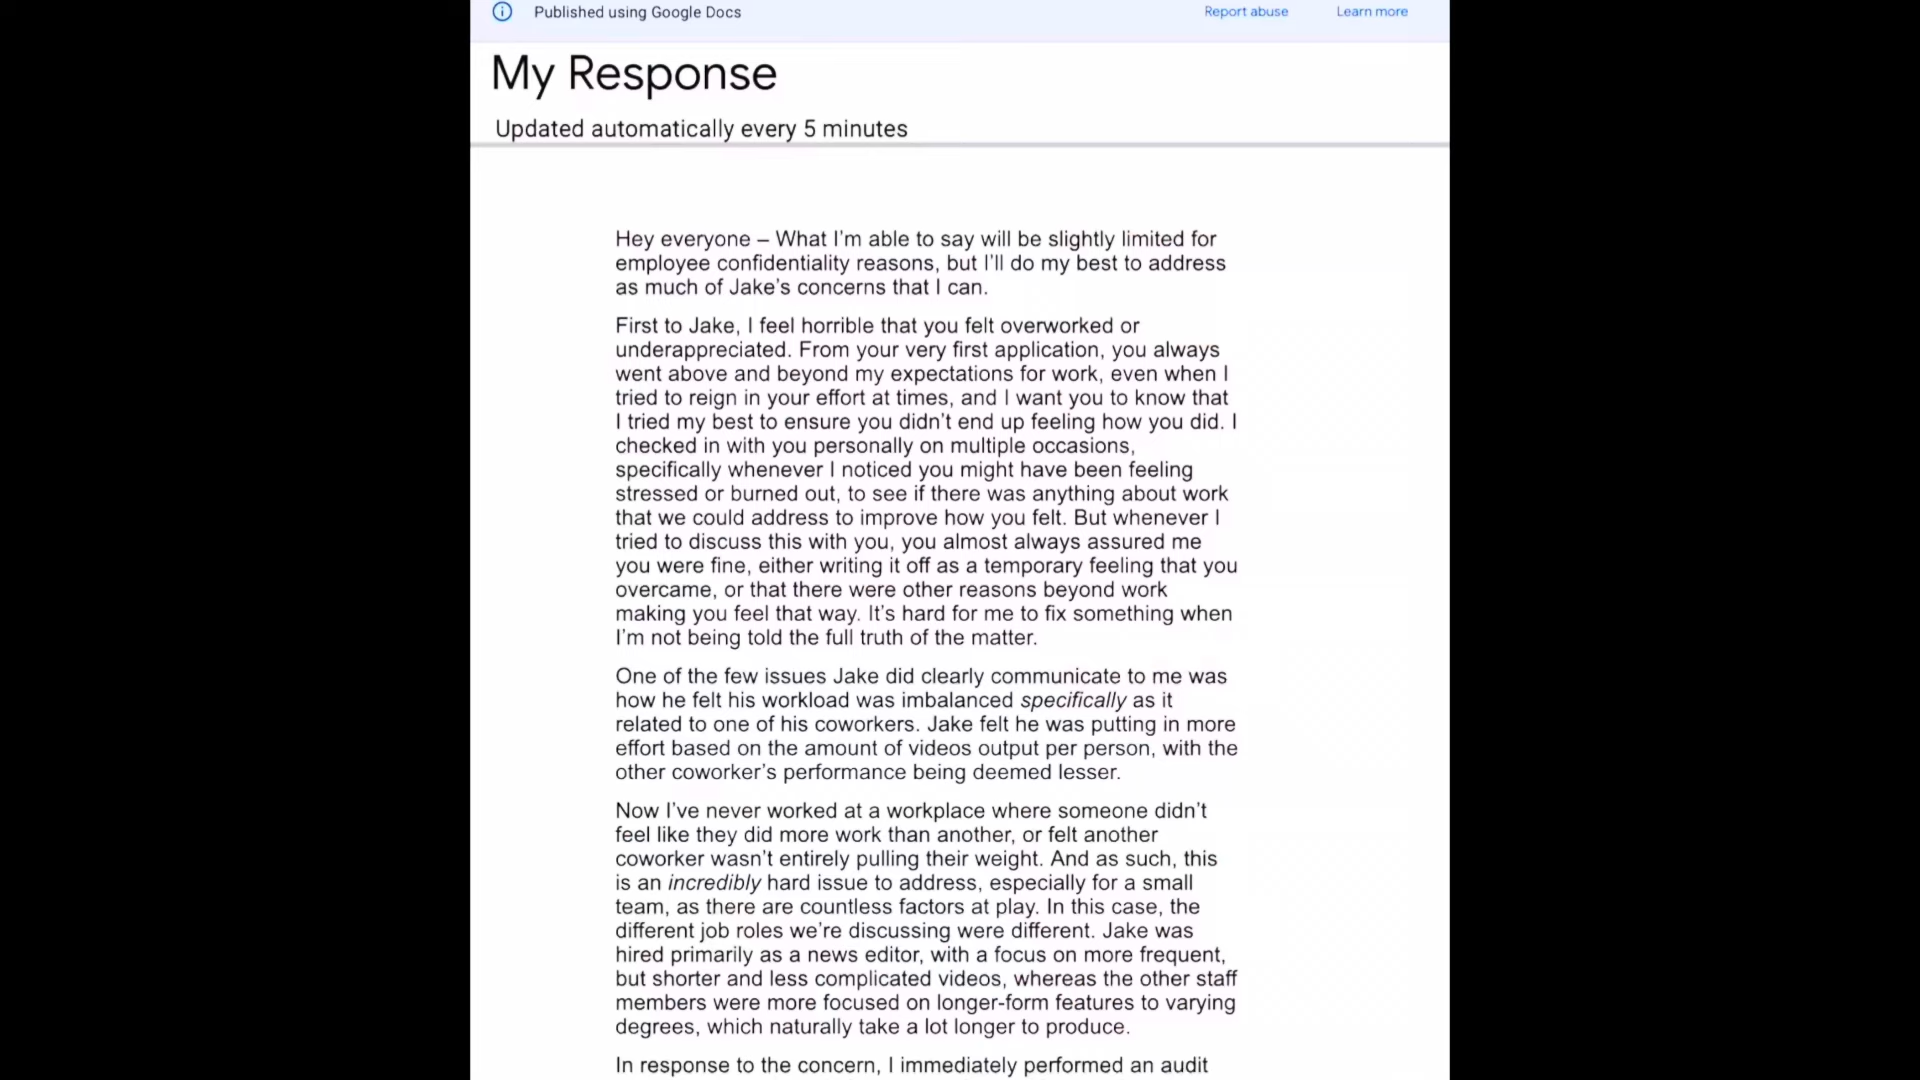 Published using Google Docs
Report abuse
Learn more
My Response
Updated automatically every 5 minutes
Hey everyone – What I'm able to say will be slightly limited for
employee confidentiality reasons, but I'll do my best to address
as much of Jake's concerns that I can.
First to Jake, I feel horrible that you felt overworked or
underappreciated. From your very first application, you always
went above and beyond my expectations for work, even when I
tried to reign in your effort at times, and I want you to know that
I tried my best to ensure you didn't end up feeling how you did. I
checked in with you personally on multiple occasions,
specifically whenever I noticed you might have been feeling
stressed or burned out, to see if there was anything about work
that we could address to improve how you felt. But whenever I
tried to discuss this with you, you almost always assured me
you were fine, either writing it off as a temporary feeling that you
overcame, or that there were other reasons beyond work
making you feel that way. It's hard for me to fix something when
I'm not being told the full truth of the matter.
One of the few issues Jake did clearly communicate to me was
how he felt his workload was imbalanced specifically as it
related to one of his coworkers. Jake felt he was putting in more
effort based on the amount of videos output per person, with the
other coworker's performance being deemed lesser.
Now I've never worked at a workplace where someone didn't
feel like they did more work than another, or felt another
coworker wasn't entirely pulling their weight. And as such, this
is an incredibly hard issue to address, especially for a small
team, as there are countless factors at play. In this case, the
different job roles we're discussing were different. Jake was
hired primarily as a news editor, with a focus on more frequent,
but shorter and less complicated videos, whereas the other staff
members were more focused on longer-form features to varying
degrees, which naturally take a lot longer to produce.
In response to the concern, I immediately performed an audit